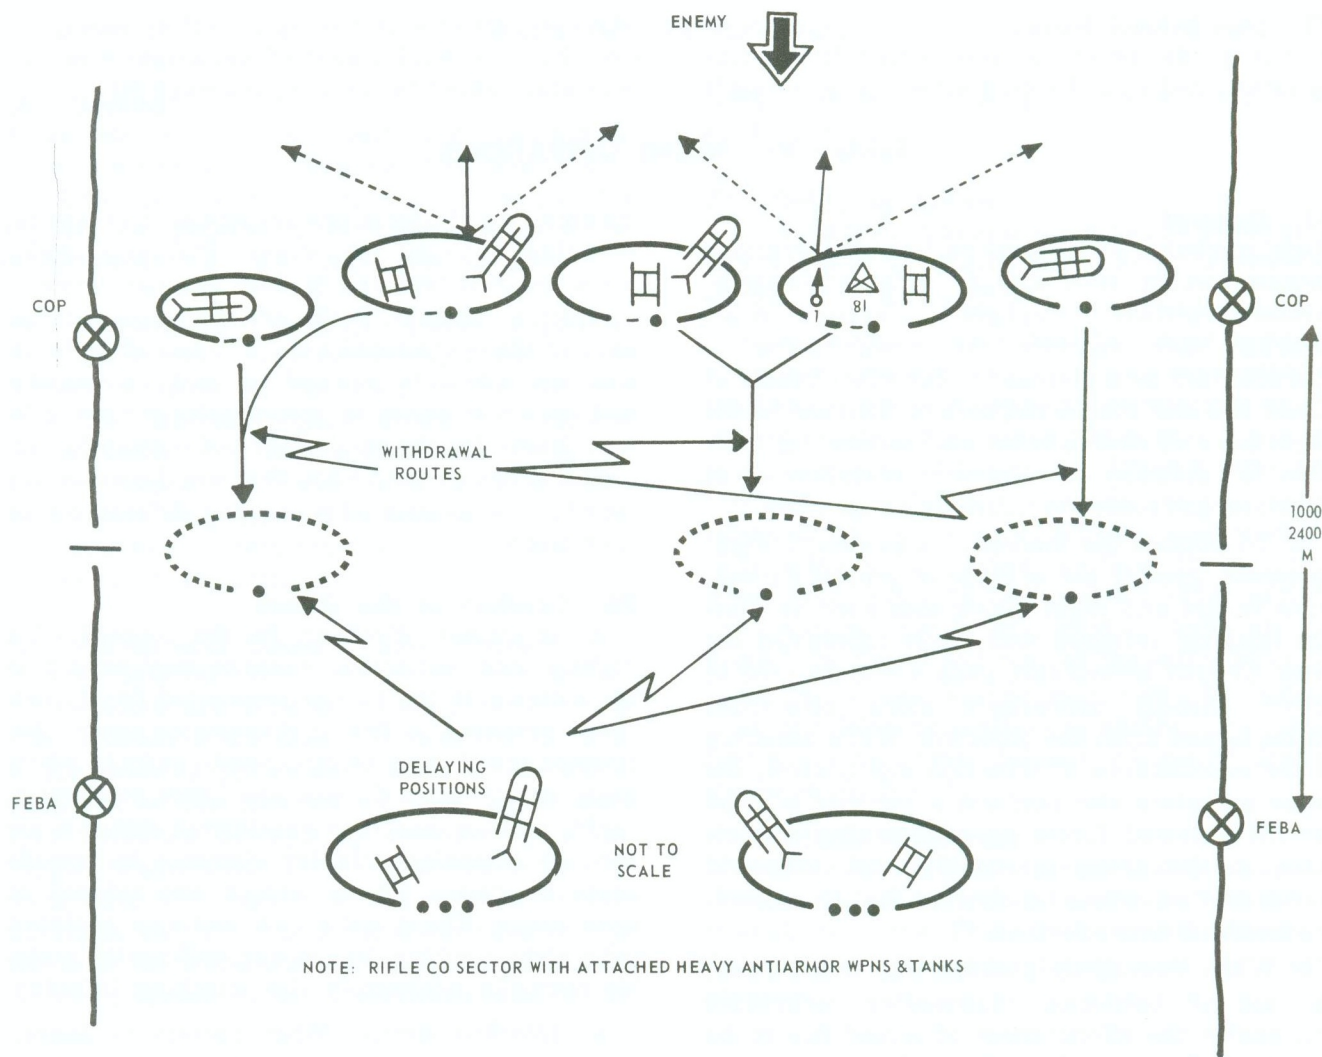 ENEMY
COP
COP
1
81
WITHDRAWAL
ROUTES
1000
2400
M
FEBA
FEBA
DELAYING
POSITIONS
NOT TO
SCALE
NOTE: RIFLE CO SECTOR WITH ATTACHED HEAVY ANTIARMOR WPNS & TANKS